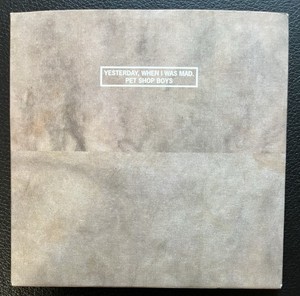 YESTERDAY, WHEN I WAS MAD.
PET SHOP BOYS